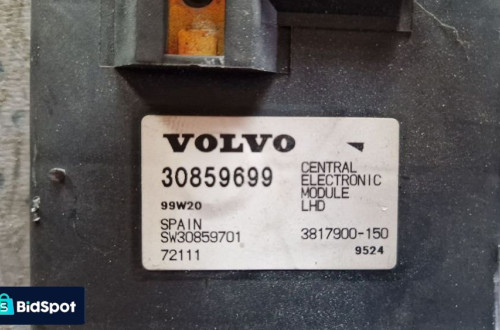 VOLVO
30859699
CENTRAL
ELECTRONIC
MODULE
LHD
99W20
SPAIN
SW30859701
3817900-150
72111
9524
S BidSpot